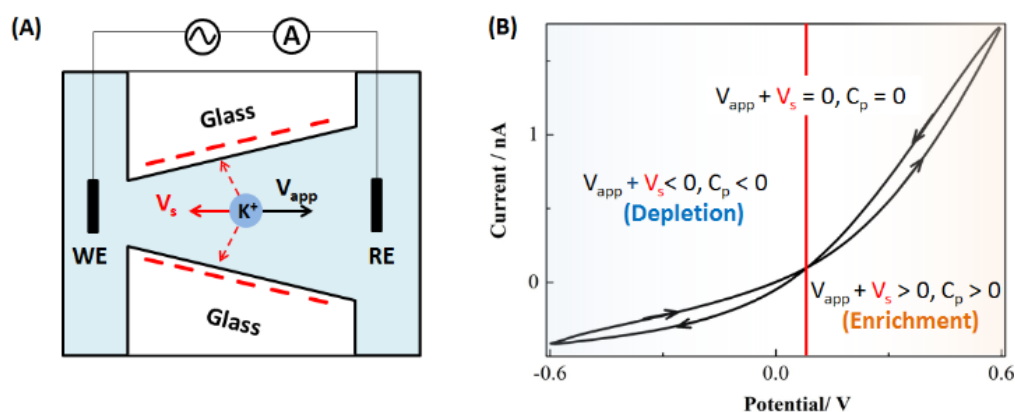 (A)
A
Glass
Vapp
Vs
K+
WE
RE
Glass
(B)
Vapp + Vs = 0, Cp = 0
Vapp + Vs < 0, Cp < 0
(Depletion)
Vapp + Vs > 0, Cp > 0
(Enrichment)
Current / nA
1
0
-0.6
0.0
0.6
Potential/ V